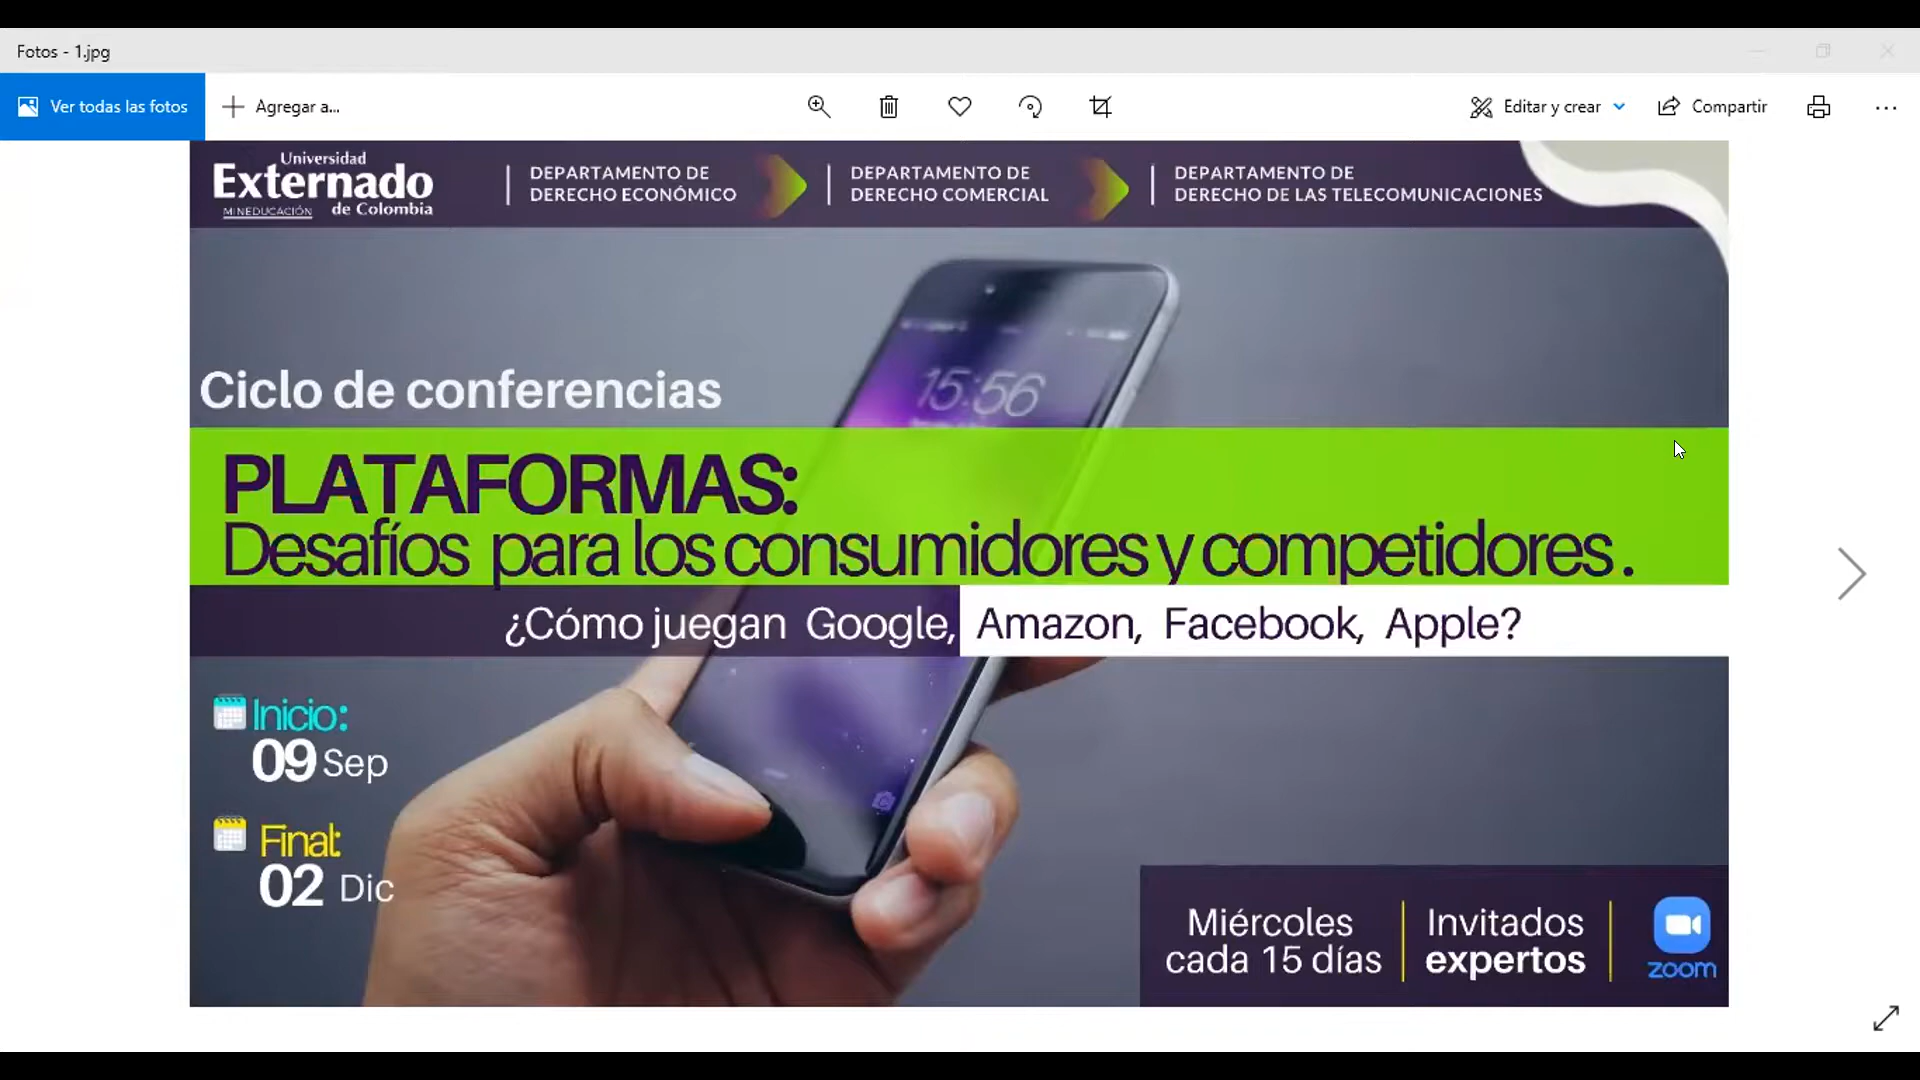 Fotos - 1.jpg
Ver todas las fotos
Agregar a...
Editar y crear
Compartir
Universidad
Externado
MINEDUCACIÓN de Colombia
DEPARTAMENTO DE
DERECHO ECONÓMICO
DEPARTAMENTO DE
DERECHO COMERCIAL
DEPARTAMENTO DE
DERECHO DE LAS TELECOMUNICACIONES
15:56
Ciclo de conferencias
PLATAFORMAS:
Desafíos para los consumidores y competidores.
¿Cómo juegan Google, Amazon, Facebook, Apple?
Inicio:
09 Sep
Final:
02 Dic
Miércoles
cada 15 días
Invitados
expertos
zoom